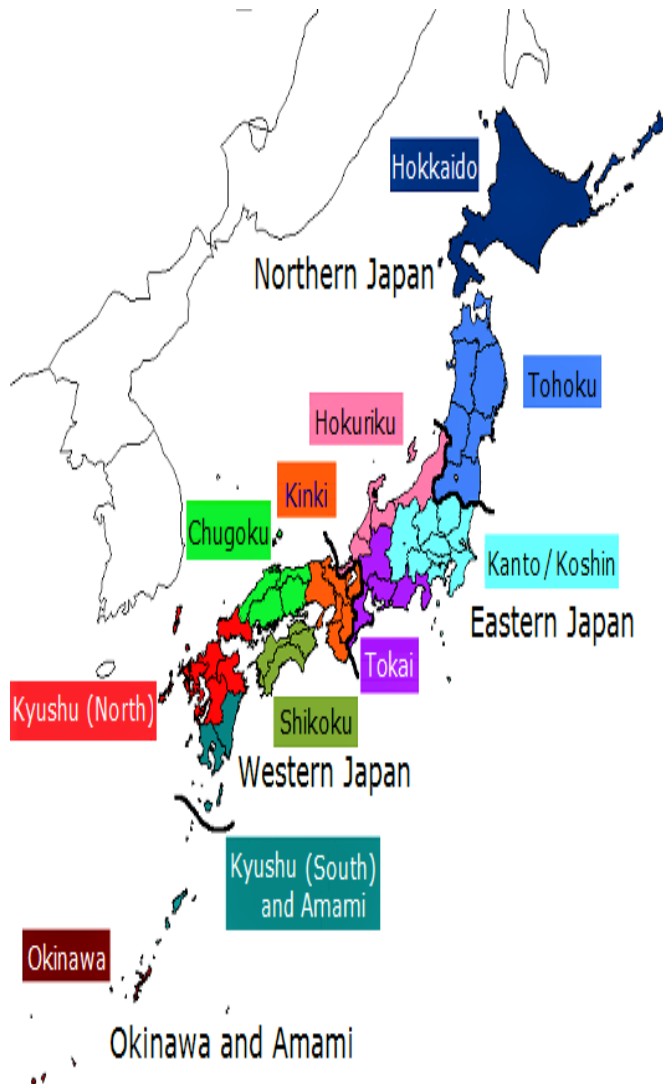 Hokkaido
Northern Japan
Tohoku
Hokuriku
Kinki
Chugoku
Kanto / Koshin
Eastern Japan
Tokai
Kyushu (North)
Shikoku
Western Japan
Kyushu (South)
and Amami
Okinawa
Okinawa and Amami